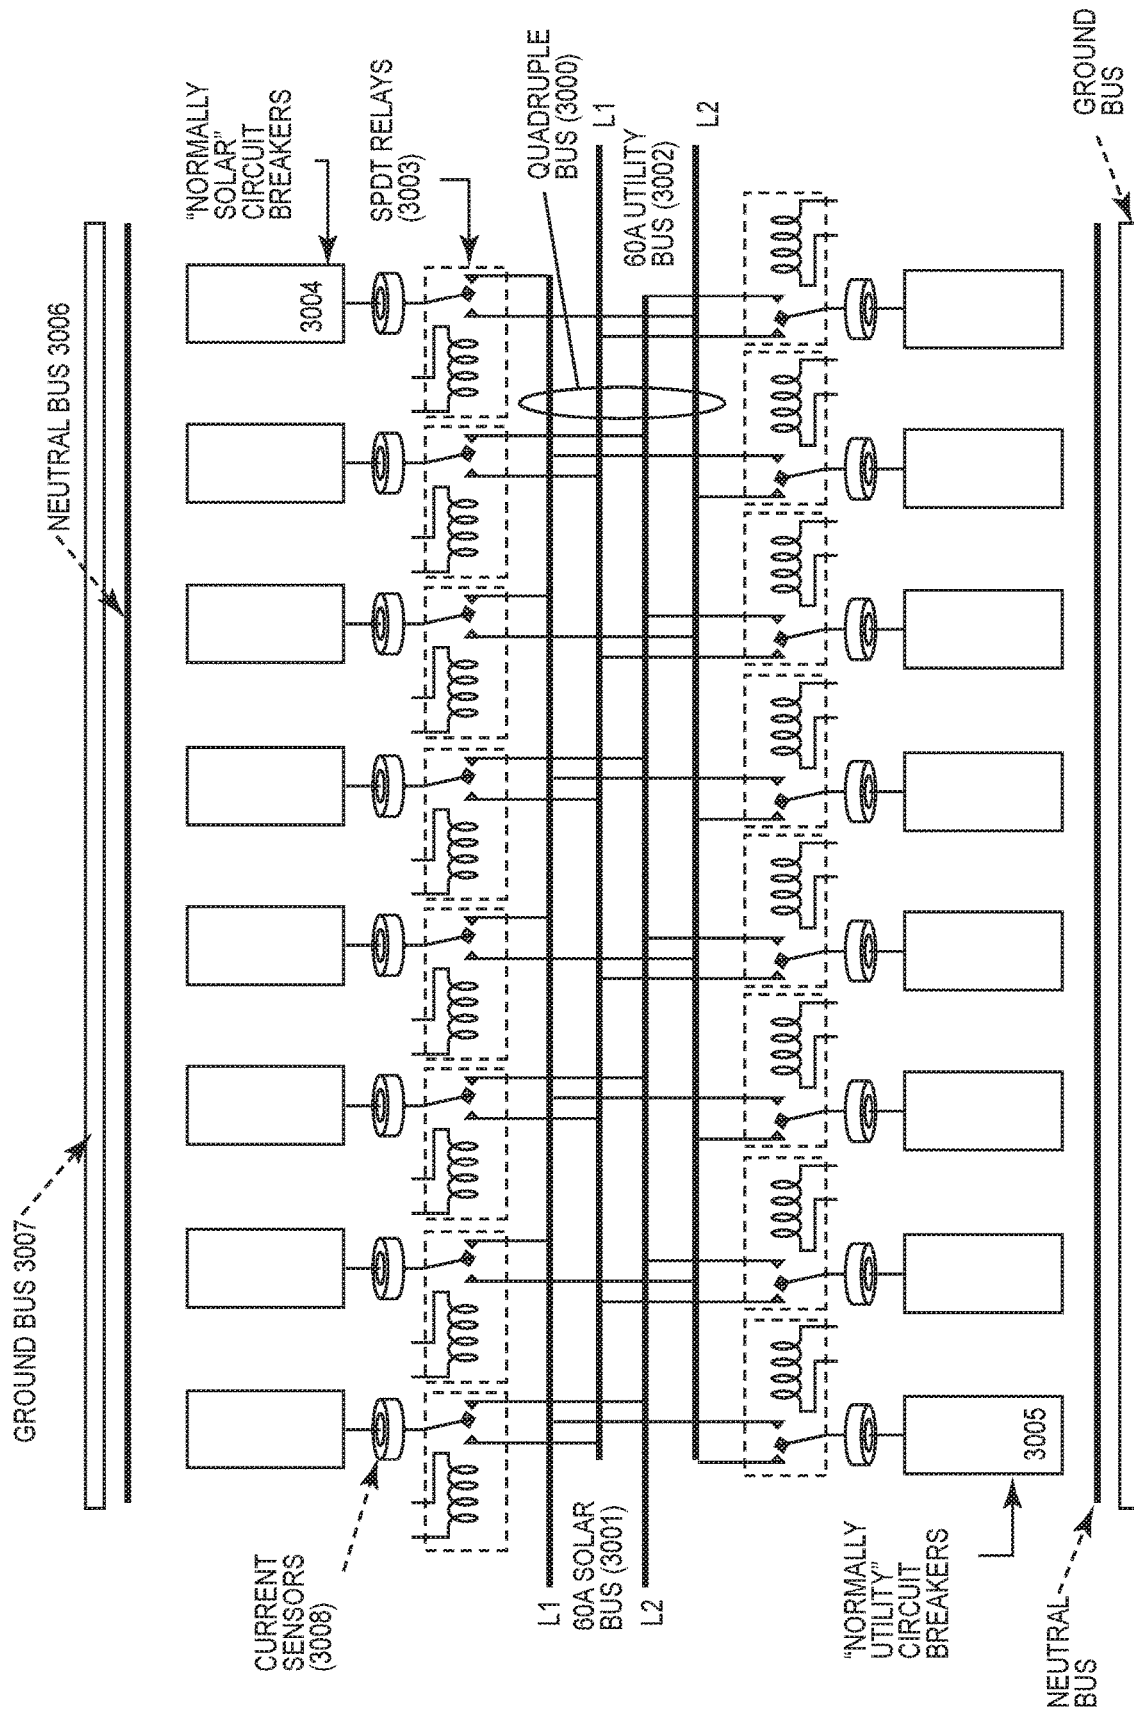 GROUND BUS 3007
NEUTRAL BUS 3006
"NORMALLY
SOLAR"
CIRCUIT
BREAKERS
3004
SPDT RELAYS
(3003)
CURRENT
SENSORS
(3008)
QUADRUPLE
BUS (3000)
L1
60A UTILITY
BUS (3002)
L2
L1
60A SOLAR
BUS (3001)
L2
"NORMALLY
UTILITY"
CIRCUIT
BREAKERS
3005
NEUTRAL
BUS
GROUND
BUS